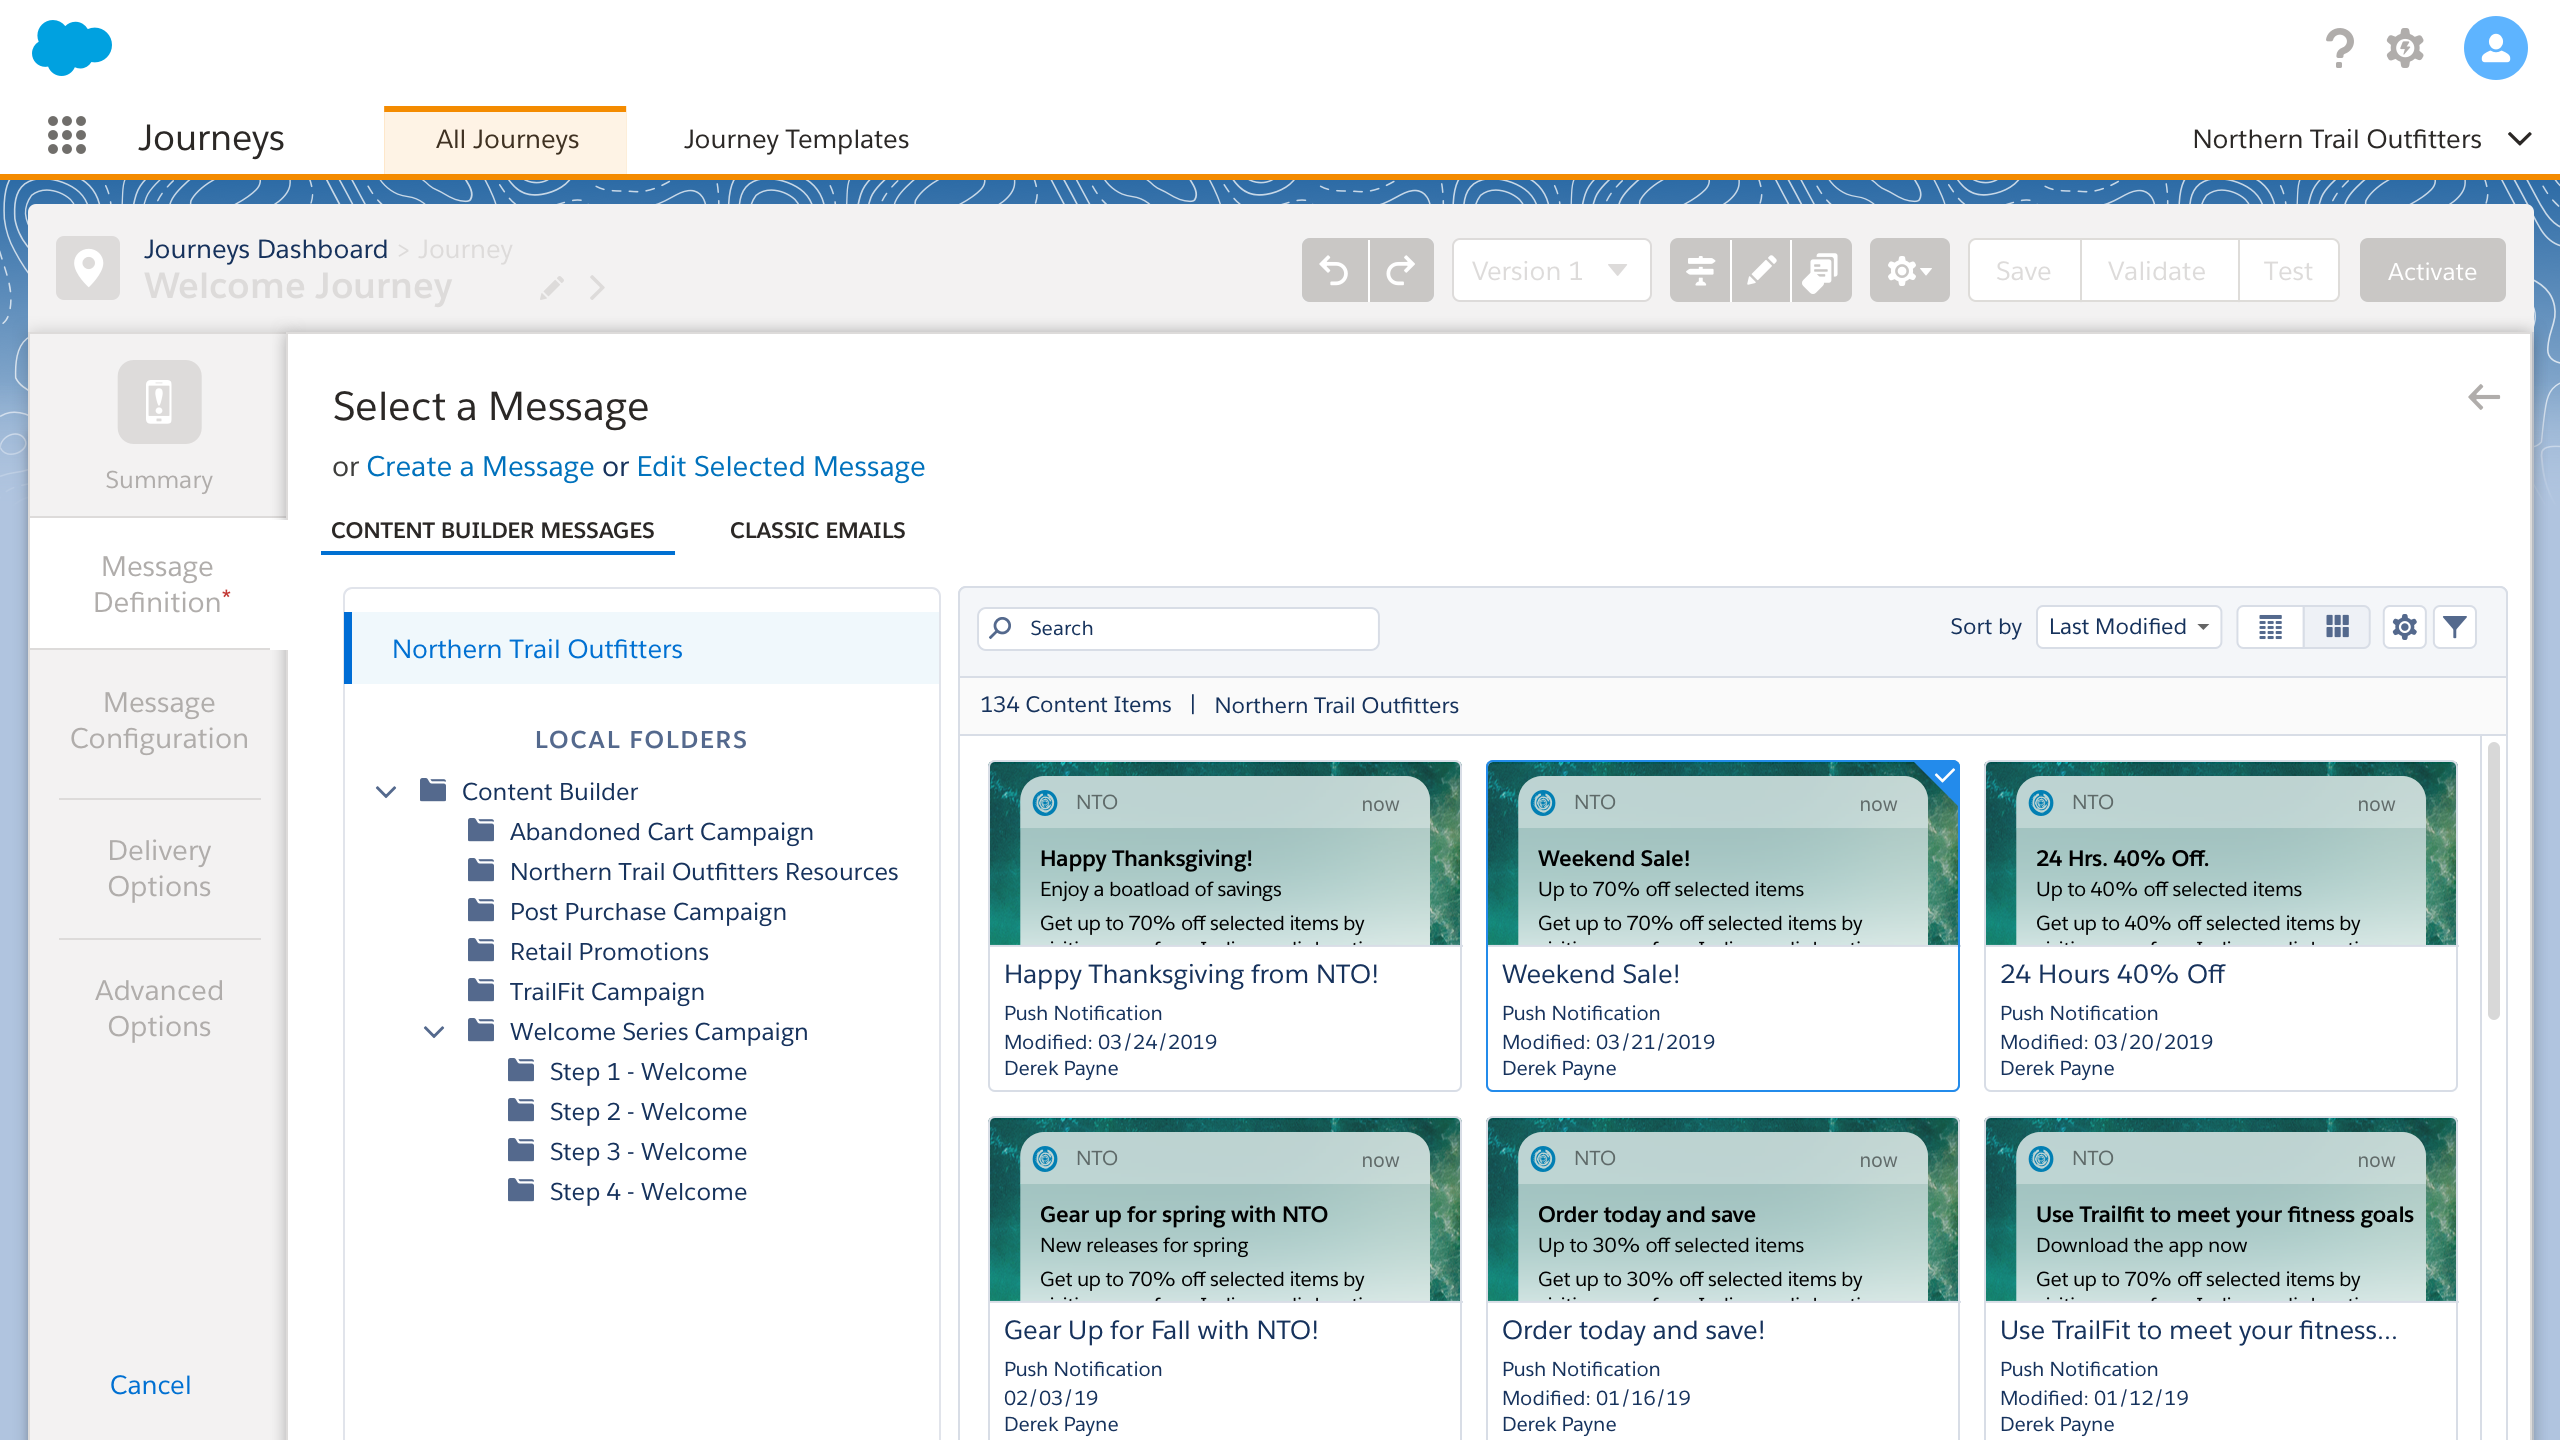 Journeys
All Journeys
Journey Templates
Northern Trail Outfitters
Journeys Dashboard > Journey
Welcome Journey
Version 1
Save
Validate
Test
Activate
Summary
Message
Definition*
Message
Configuration
Delivery
Options
Advanced
Options
Cancel
Select a Message
or Create a Message or Edit Selected Message
CONTENT BUILDER MESSAGES
CLASSIC EMAILS
Northern Trail Outfitters
LOCAL FOLDERS
Content Builder
Abandoned Cart Campaign
Northern Trail Outfitters Resources
Post Purchase Campaign
Retail Promotions
TrailFit Campaign
Welcome Series Campaign
Step 1 - Welcome
Step 2 - Welcome
Step 3 - Welcome
Step 4 - Welcome
Search
Sort by
Last Modified
134 Content Items | Northern Trail Outfitters
NTO now
Happy Thanksgiving!
Enjoy a boatload of savings
Get up to 70% off selected items by
Happy Thanksgiving from NTO!
Push Notification
Modified: 03/24/2019
Derek Payne
NTO now
Weekend Sale!
Up to 70% off selected items
Get up to 70% off selected items by
Weekend Sale!
Push Notification
Modified: 03/21/2019
Derek Payne
NTO now
24 Hrs. 40% Off.
Up to 40% off selected items
Get up to 40% off selected items by
24 Hours 40% Off
Push Notification
Modified: 03/20/2019
Derek Payne
NTO now
Gear up for spring with NTO
New releases for spring
Get up to 70% off selected items by
Gear Up for Fall with NTO!
Push Notification
02/03/19
Derek Payne
NTO now
Order today and save
Up to 30% off selected items
Get up to 30% off selected items by
Order today and save!
Push Notification
Modified: 01/16/19
Derek Payne
NTO now
Use Trailfit to meet your fitness goals
Download the app now
Get up to 70% off selected items by
Use TrailFit to meet your fitness...
Push Notification
Modified: 01/12/19
Derek Payne